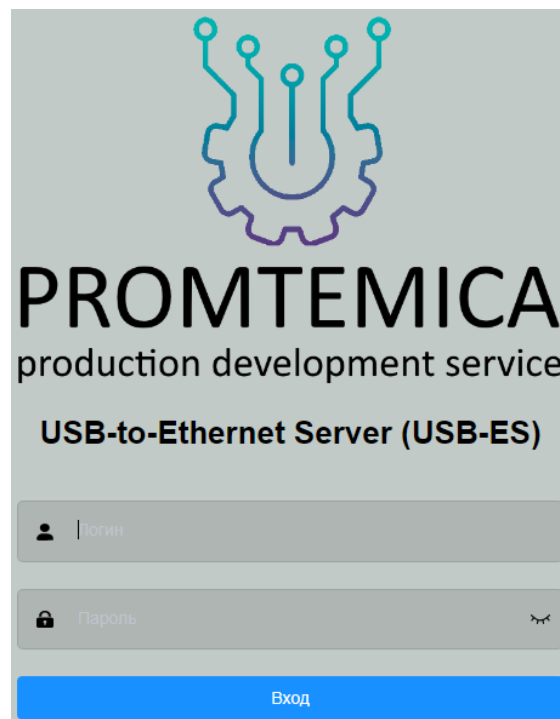 PROMTEMICA
production development service
USB-to-Ethernet Server (USB-ES)
Логин
Пароль
Вход